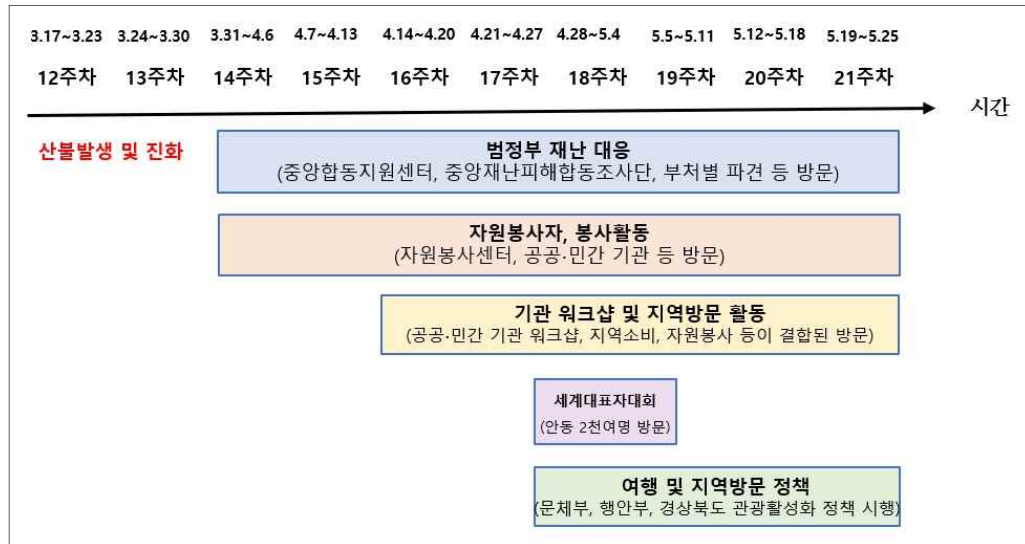 3.17~3.23 3.24~3.30 3.31~4.6 4.7~4.13 4.14~4.20 4.21~4.27 4.28~5.4 5.5~5.11 5.12~5.18 5.19~5.25
12주차 13주차 14주차 15주차 16주차 17주차 18주차 19주차 20주차 21주차
시간
산불발생 및 진화
범정부 재난 대응
(중앙합동지원센터, 중앙재난피해합동조사단, 부처별 파견 등 방문)
자원봉사자, 봉사활동
(자원봉사센터, 공공·민간 기관 등 방문)
기관 워크샵 및 지역방문 활동
(공공·민간 기관 워크샵, 지역소비, 자원봉사 등이 결합된 방문)
세계대표자대회
(안동 2천여명 방문)
여행 및 지역방문 정책
(문체부, 행안부, 경상북도 관광활성화 정책 시행)